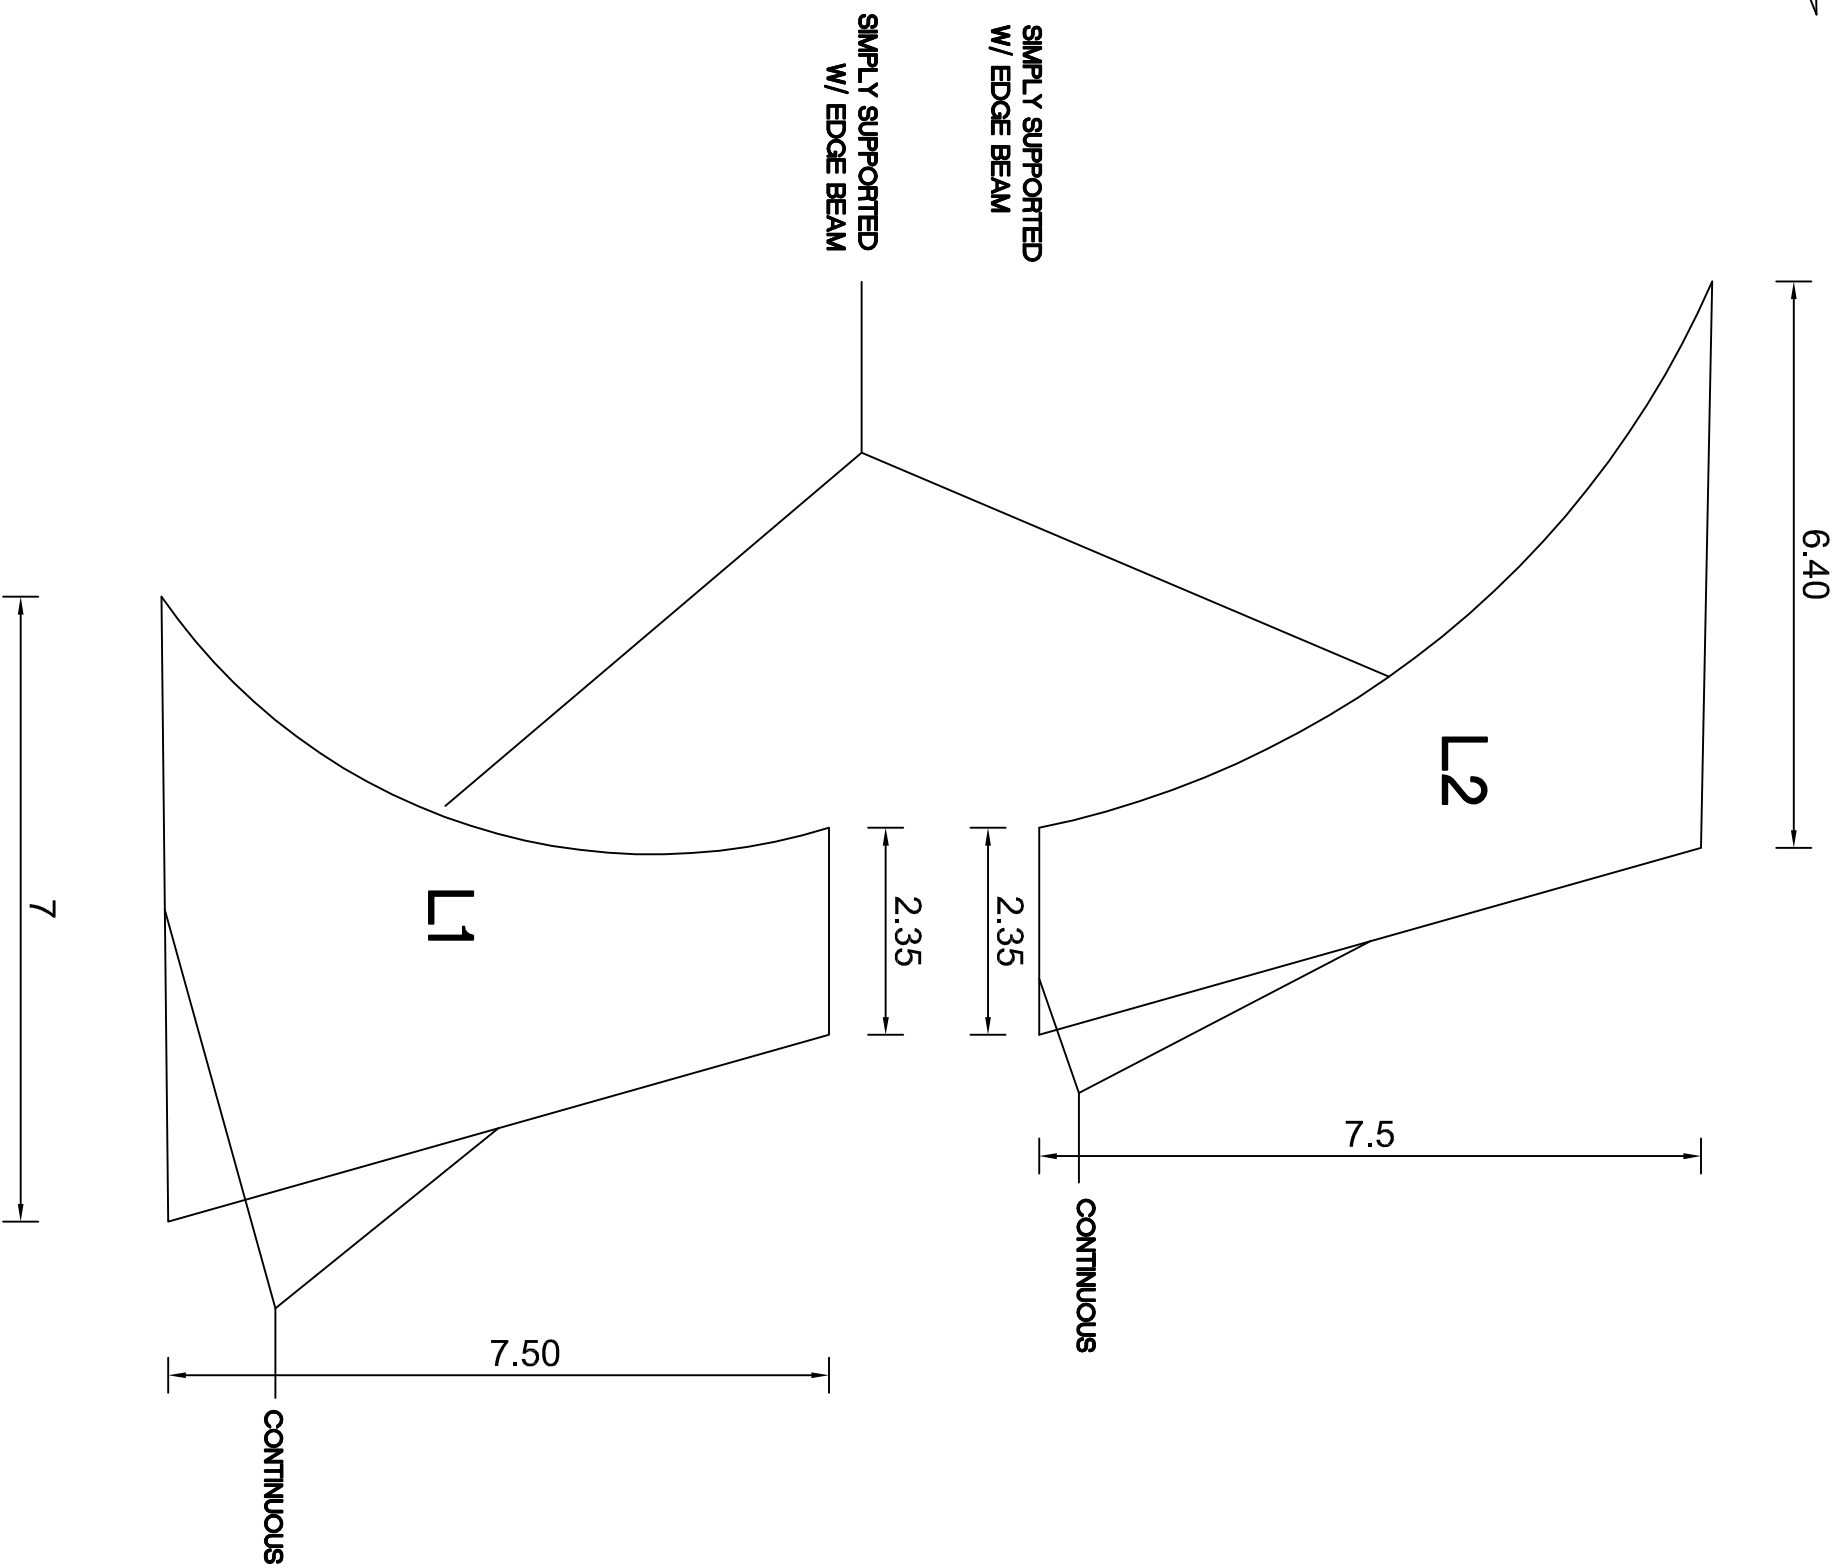 SIMPLY SUPPORTED
W/ EDGE BEAM
SIMPLY SUPPORTED
W/ EDGE BEAM
6.40
L2
2.35
2.35
7.5
CONTINUOUS
L1
7
7.50
CONTINUOUS